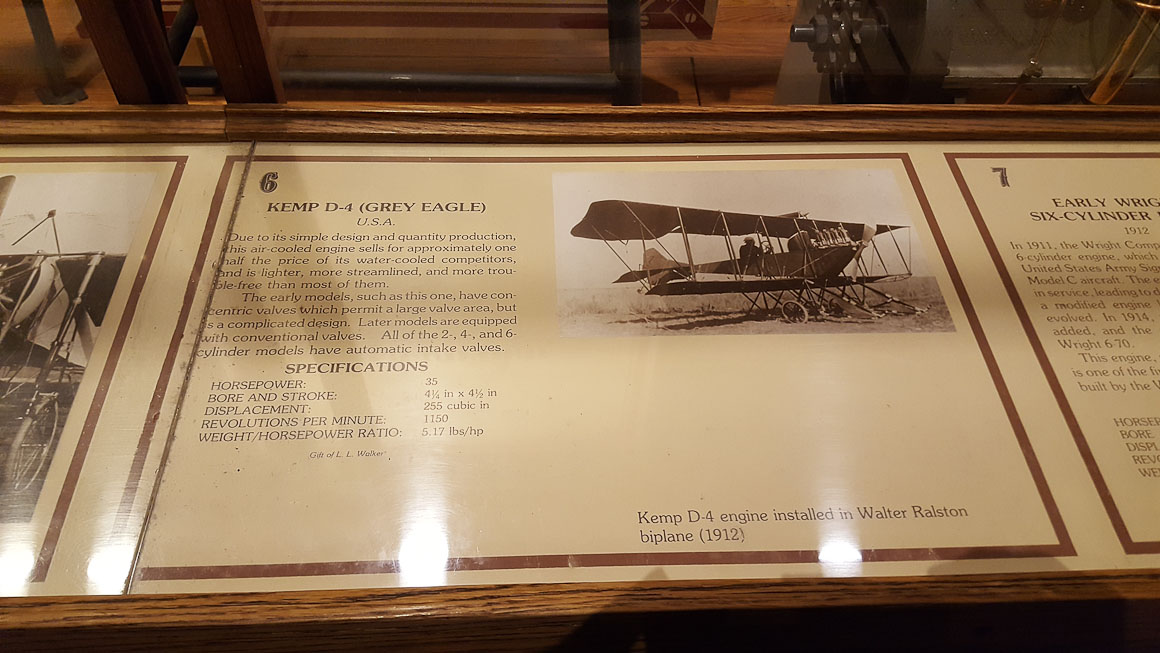 6
KEMP D-4 (GREY EAGLE)
U.S.A.
Due to its simple design and quantity production,
this air-cooled engine sells for approximately one
half the price of its water-cooled competitors,
and is lighter, more streamlined, and more trou-
ble-free than most of them.
The early models, such as this one, have con-
centric valves which permit a large valve area, but
is a complicated design. Later models are equipped
with conventional valves. All of the 2-, 4-, and 6-
cylinder models have automatic intake valves.
SPECIFICATIONS
HORSEPOWER: 35
BORE AND STROKE: 4¼ in x 4½ in
DISPLACEMENT: 255 cubic in
REVOLUTIONS PER MINUTE: 1150
WEIGHT/HORSEPOWER RATIO: 5.17 lbs/hp
Gift of L. L. Walker
Kemp D-4 engine installed in Walter Ralston
biplane (1912)
7
EARLY WRIG
SIX-CYLINDER
1912
In 1911, the Wright Comp
6-cylinder engine, which
United States Army Sig
Model C aircraft. The e
in service, leading to d
a modified engine
evolved. In 1914,
added, and the
Wright 6-70.
This engine,
is one of the fi
built by the W
HORSEP
BORE
DISPL
REVO
WEI